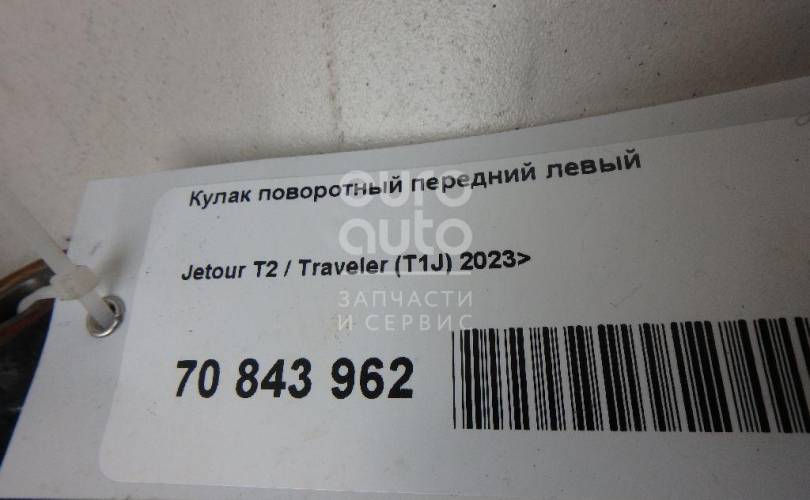 Кулак поворотный передний левый
euro
auto
Jetour T2 / Traveler (T1J) 2023>
ЗАПЧАСТИ
И СЕРВИС
70 843 962